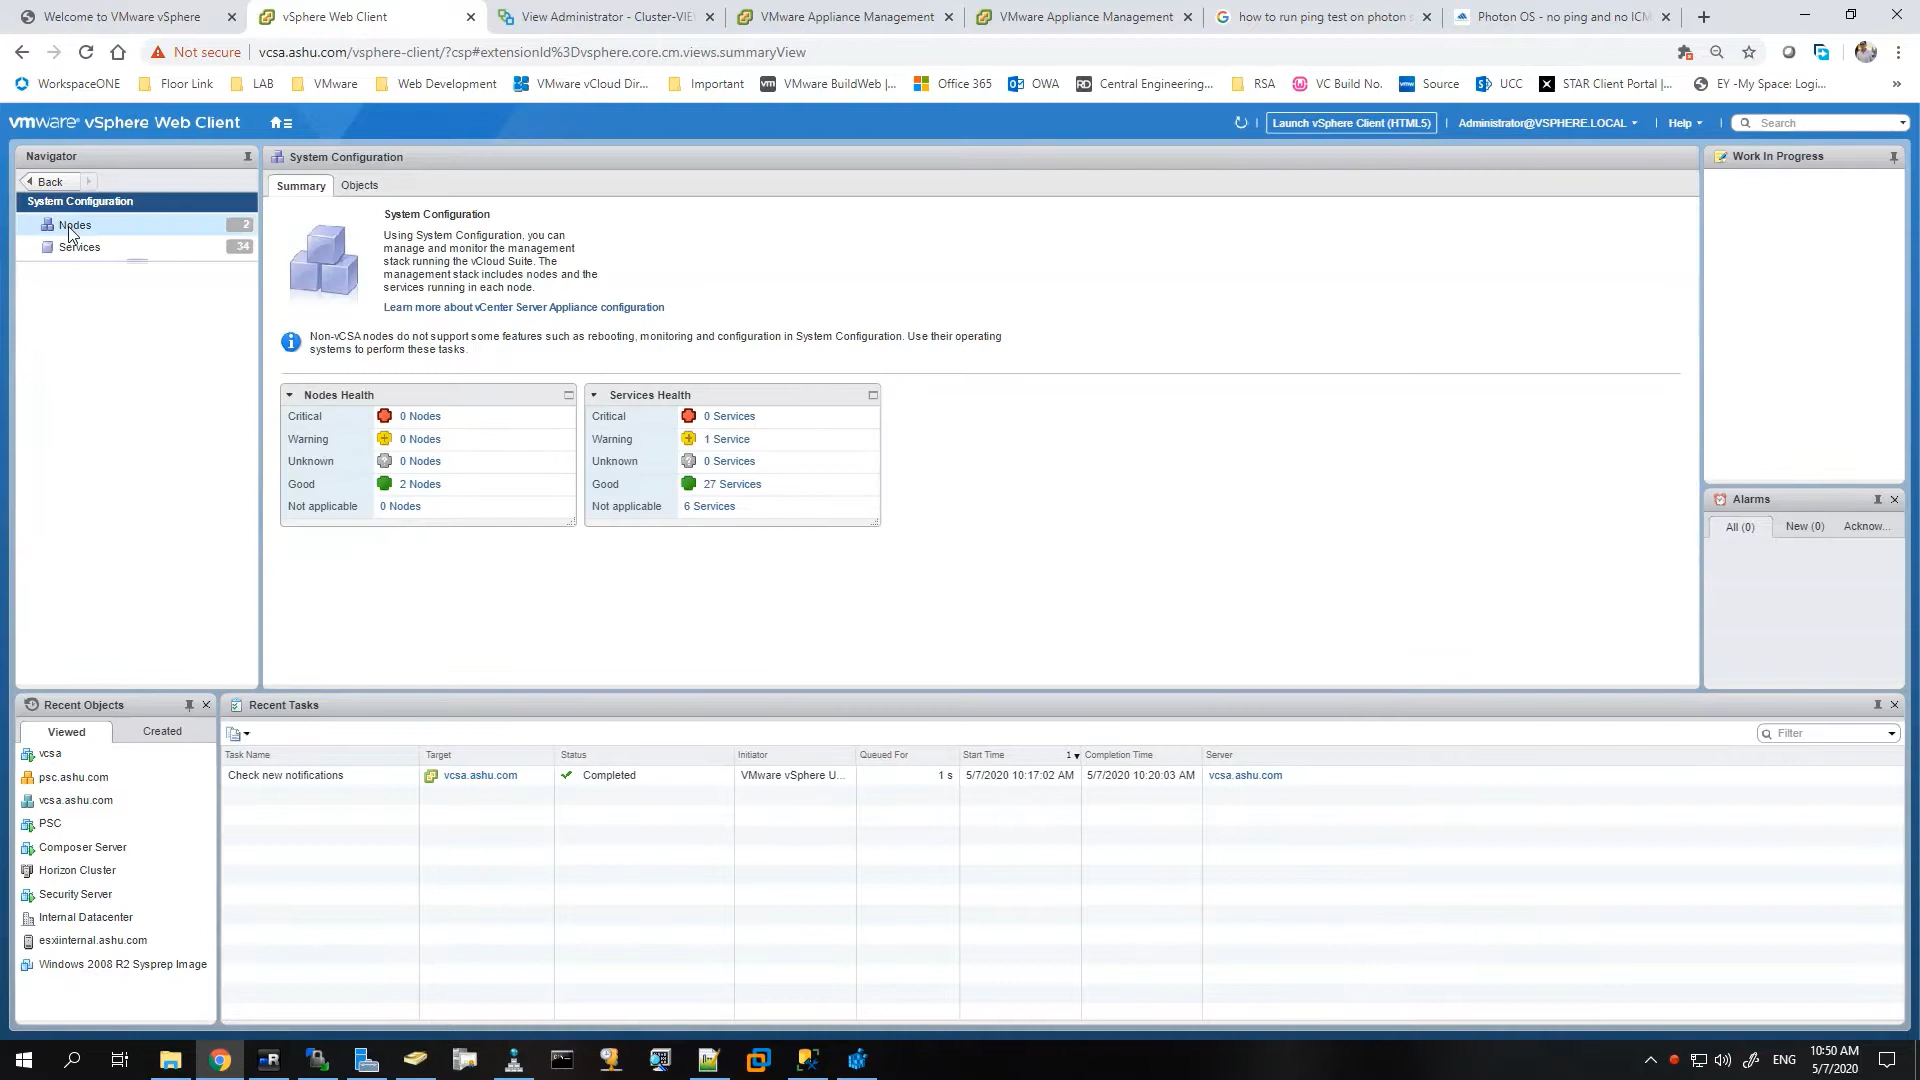 Welcome to VMware vSphere
vSphere Web Client
View Administrator - Cluster-VIE
VMware Appliance Management
VMware Appliance Management
how to run ping test on photon
Photon OS - no ping and no ICM
Not secure
vcsa.ashu.com/vsphere-client/?csp#extensionId%3Dvsphere.core.cm.views.summaryView
WorkspaceONE
Floor Link
LAB
VMware
Web Development
VMware vCloud Dir...
Important
VMware BuildWeb |...
Office 365
OWA
Central Engineering...
RSA
VC Build No.
Source
UCC
STAR Client Portal |...
EY -My Space: Logi...
»
vmware® vSphere Web Client
Launch vSphere Client (HTML5)
Administrator@VSPHERE.LOCAL
Help
Search
Navigator
Back
System Configuration
Nodes 2
Services 34
System Configuration
Summary
Objects
System Configuration
Using System Configuration, you can
manage and monitor the management
stack running the vCloud Suite. The
management stack includes nodes and the
services running in each node.
Learn more about vCenter Server Appliance configuration
Non-vCSA nodes do not support some features such as rebooting, monitoring and configuration in System Configuration. Use their operating
systems to perform these tasks.
Nodes Health
Critical 0 Nodes
Warning 0 Nodes
Unknown 0 Nodes
Good 2 Nodes
Not applicable 0 Nodes
Services Health
Critical 0 Services
Warning 1 Service
Unknown 0 Services
Good 27 Services
Not applicable 6 Services
Work In Progress
Alarms
All (0)
New (0)
Acknow...
Recent Objects
Viewed
Created
vcsa
psc.ashu.com
vcsa.ashu.com
PSC
Composer Server
Horizon Cluster
Security Server
Internal Datacenter
esxiinternal.ashu.com
Windows 2008 R2 Sysprep Image
Recent Tasks
Filter
Task Name Target Status Initiator Queued For Start Time 1 Completion Time Server
Check new notifications vcsa.ashu.com Completed VMware vSphere U... 1 s 5/7/2020 10:17:02 AM 5/7/2020 10:20:03 AM vcsa.ashu.com
ENG
10:50 AM
5/7/2020